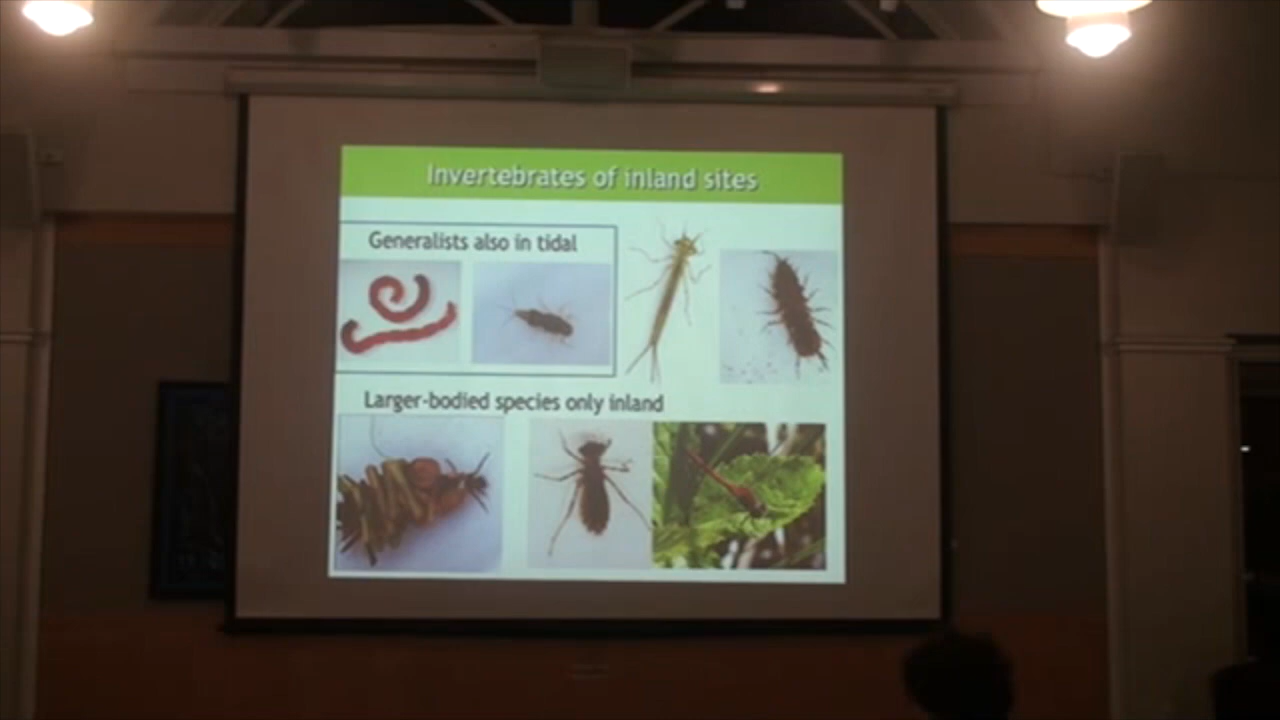 Invertebrates of inland sites
Generalists also in tidal
Larger-bodied species only inland